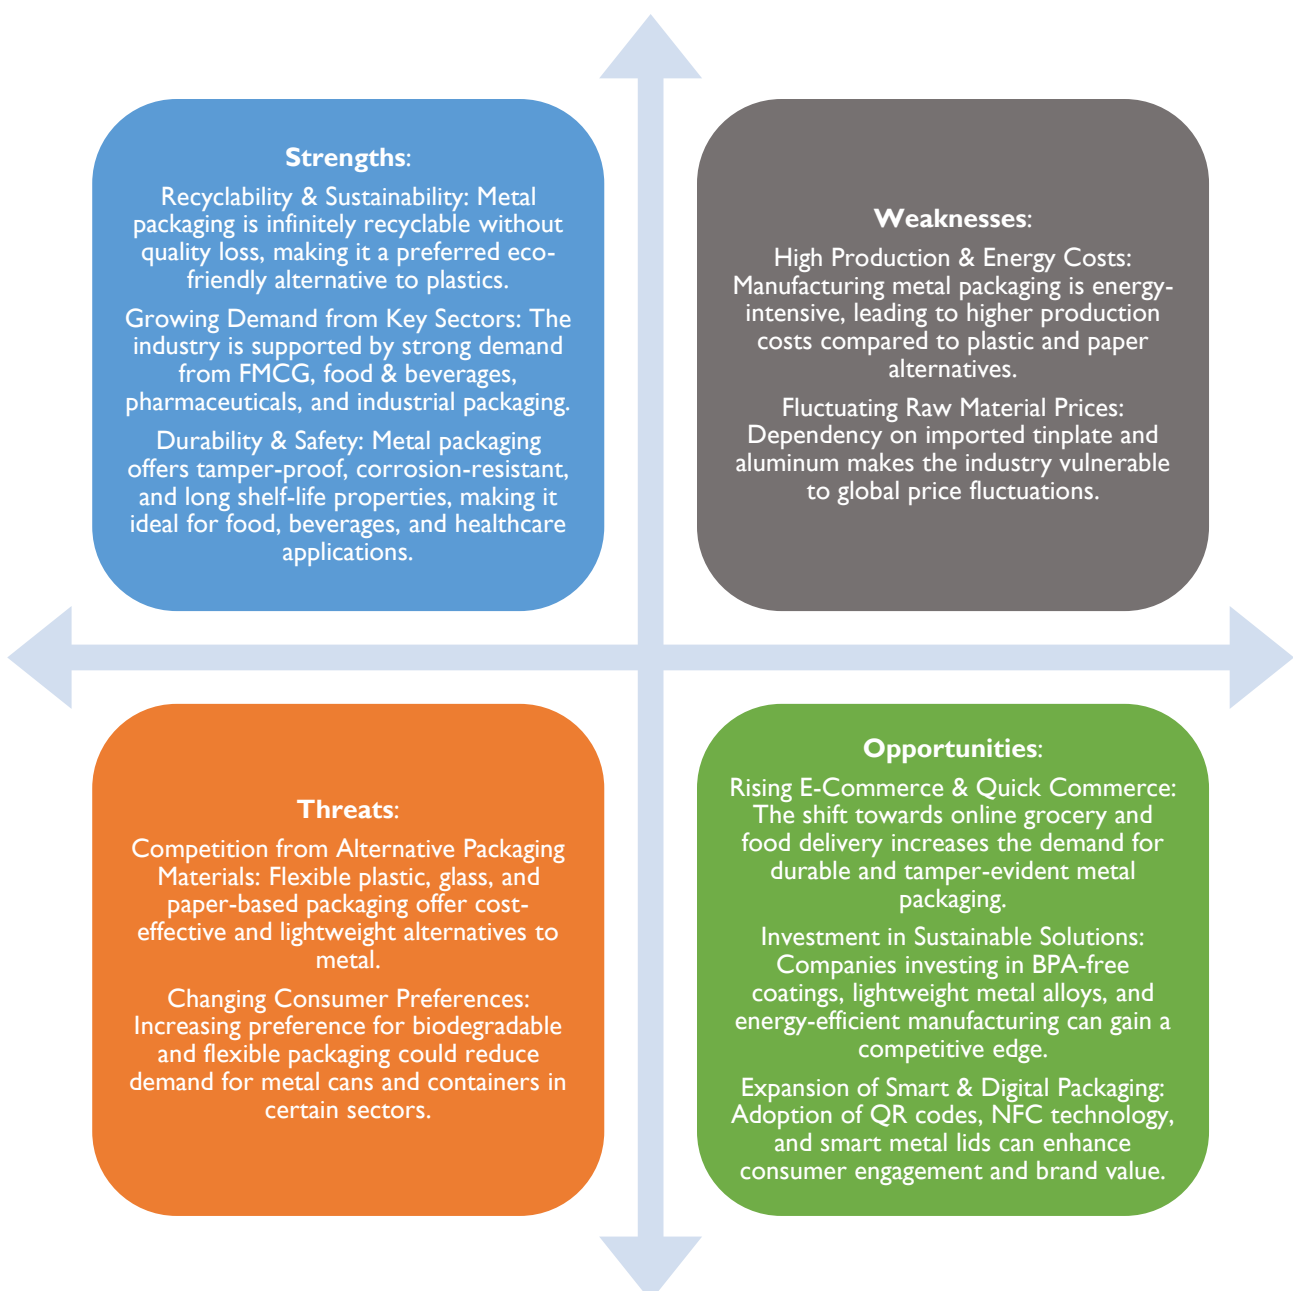 Strengths:
Recyclability & Sustainability: Metal
packaging is infinitely recyclable without
quality loss, making it a preferred eco-
friendly alternative to plastics.
Growing Demand from Key Sectors: The
industry is supported by strong demand
from FMCG, food & beverages,
pharmaceuticals, and industrial packaging.
Durability & Safety: Metal packaging
offers tamper-proof, corrosion-resistant,
and long shelf-life properties, making it
ideal for food, beverages, and healthcare
applications.
Weaknesses:
High Production & Energy Costs:
Manufacturing metal packaging is energy-
intensive, leading to higher production
costs compared to plastic and paper
alternatives.
Fluctuating Raw Material Prices:
Dependency on imported tinplate and
aluminum makes the industry vulnerable
to global price fluctuations.
Threats:
Competition from Alternative Packaging
Materials: Flexible plastic, glass, and
paper-based packaging offer cost-
effective and lightweight alternatives to
metal.
Changing Consumer Preferences:
Increasing preference for biodegradable
and flexible packaging could reduce
demand for metal cans and containers in
certain sectors.
Opportunities:
Rising E-Commerce & Quick Commerce:
The shift towards online grocery and
food delivery increases the demand for
durable and tamper-evident metal
packaging.
Investment in Sustainable Solutions:
Companies investing in BPA-free
coatings, lightweight metal alloys, and
energy-efficient manufacturing can gain a
competitive edge.
Expansion of Smart & Digital Packaging:
Adoption of QR codes, NFC technology,
and smart metal lids can enhance
consumer engagement and brand value.